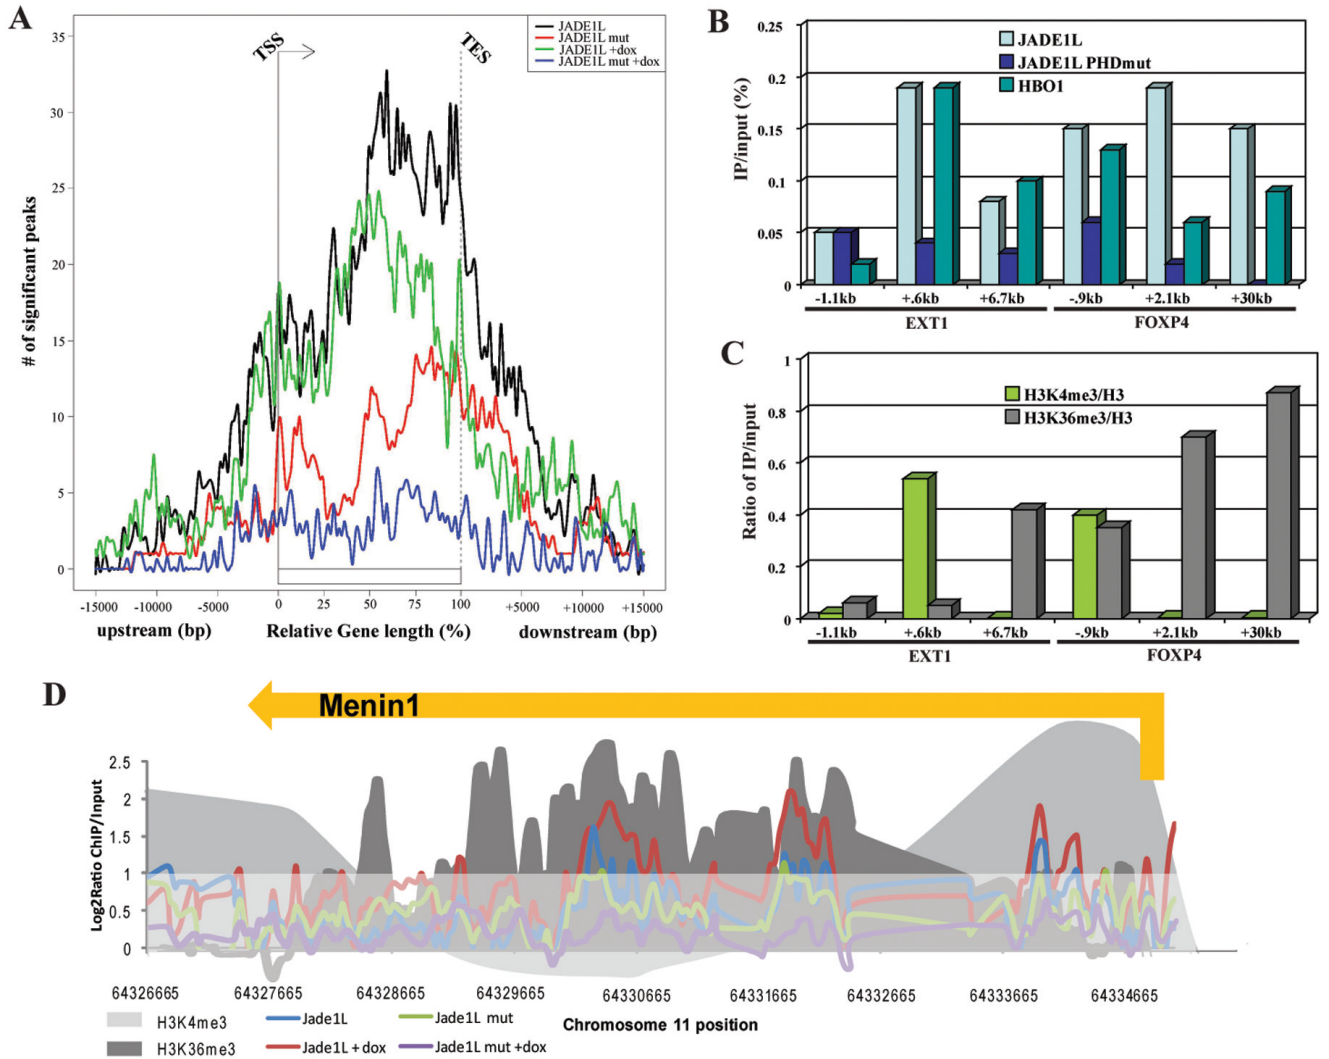 A
JADE1L
JADE1L mut
JADE1L +dox
JADE1L mut +dox
TSS
TES
# of significant peaks
35
30
25
20
15
10
5
0
-15000 -10000 -5000 0 25 50 75 100 +5000 +10000 +15000
upstream (bp) Relative Gene length (%) downstream (bp)
B
JADE1L
JADE1L PHDmut
HBO1
IP/input (%)
0.25
0.2
0.15
0.1
0.05
0
-1.1kb +.6kb +6.7kb -.9kb +2.1kb +30kb
EXT1 FOXP4
C
H3K4me3/H3
H3K36me3/H3
Ratio of IP/input
1
0.8
0.6
0.4
0.2
0
-1.1kb +.6kb +6.7kb -.9kb +2.1kb +30kb
EXT1 FOXP4
D
Menin1
Log2Ratio ChIP/Input
2.5
2
1.5
1
0.5
0
64326665 64327665 64328665 64329665 64330665 64331665 64332665 64333665 64334665
H3K4me3 Jade1L Jade1L mut Chromosome 11 position
H3K36me3 Jade1L + dox Jade1L mut +dox